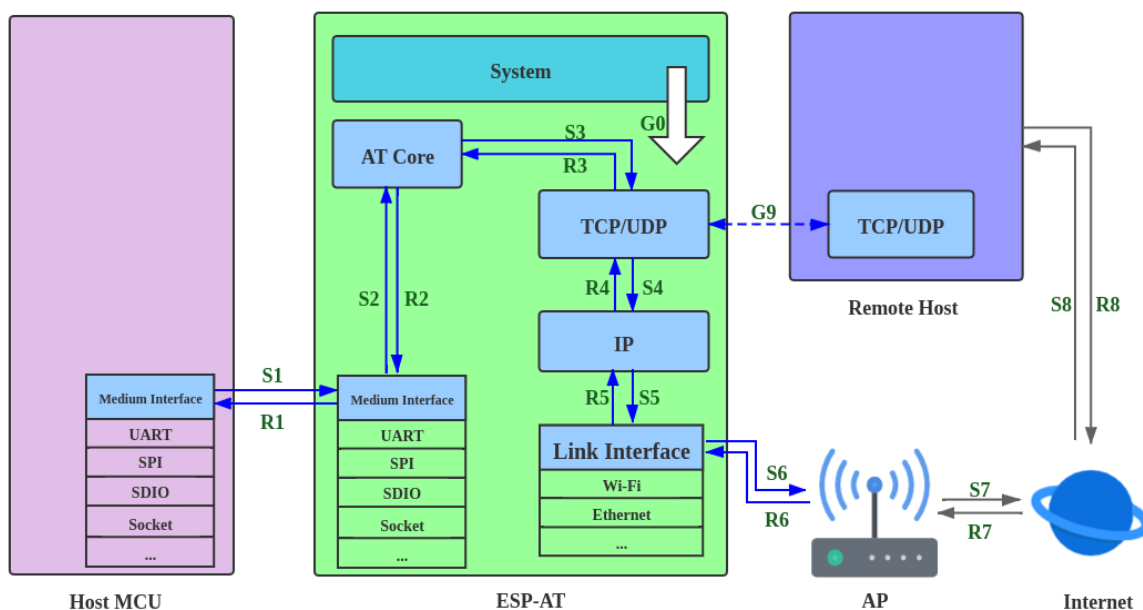 System
G0
AT Core
S3
R3
TCP/UDP
G9
TCP/UDP
S2
R2
R4
S4
Remote Host
S8
R8
IP
S1
R1
Medium Interface
UART
SPI
SDIO
Socket
...
Medium Interface
UART
SPI
SDIO
Socket
...
R5
S5
Link Interface
Wi-Fi
Ethernet
...
S6
R6
S7
R7
Host MCU
ESP-AT
AP
Internet